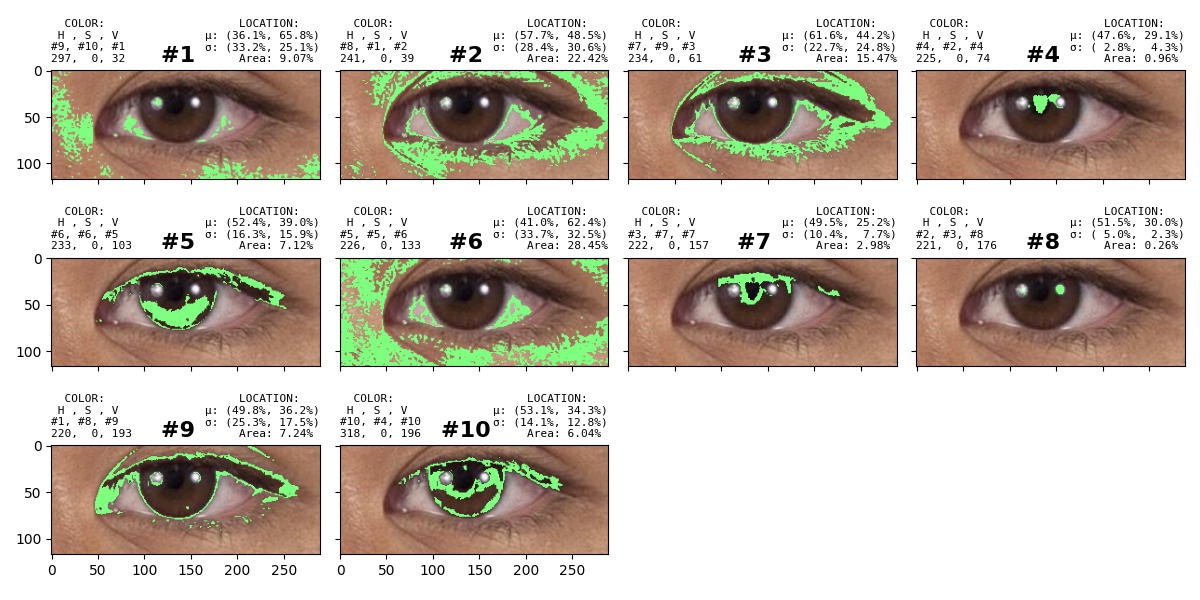 COLOR: LOCATION:
H , S , V μ: (36.1%, 65.8%)
#9, #10, #1 #1 σ: (33.2%, 25.1%)
297, 0, 32 Area: 9.07%
COLOR: LOCATION:
H , S , V μ: (57.7%, 48.5%)
#8, #1, #2 #2 σ: (28.4%, 30.6%)
241, 0, 39 Area: 22.42%
COLOR: LOCATION:
H , S , V μ: (61.6%, 44.2%)
#7, #9, #3 #3 σ: (22.7%, 24.8%)
234, 0, 61 Area: 15.47%
COLOR: LOCATION:
H , S , V μ: (47.6%, 29.1%)
#4, #2, #4 #4 σ: ( 2.8%, 4.3%)
225, 0, 74 Area: 0.96%
0
50
100
COLOR: LOCATION:
H , S , V μ: (52.4%, 39.0%)
#6, #6, #5 #5 σ: (16.3%, 15.9%)
233, 0, 103 Area: 7.12%
COLOR: LOCATION:
H , S , V μ: (41.0%, 62.4%)
#5, #5, #6 #6 σ: (33.7%, 32.5%)
226, 0, 133 Area: 28.45%
COLOR: LOCATION:
H , S , V μ: (49.5%, 25.2%)
#3, #7, #7 #7 σ: (10.4%, 7.7%)
222, 0, 157 Area: 2.98%
COLOR: LOCATION:
H , S , V μ: (51.5%, 30.0%)
#2, #3, #8 #8 σ: ( 5.0%, 2.3%)
221, 0, 176 Area: 0.26%
0
50
100
COLOR: LOCATION:
H , S , V μ: (49.8%, 36.2%)
#1, #8, #9 #9 σ: (25.3%, 17.5%)
220, 0, 193 Area: 7.24%
COLOR: LOCATION:
H , S , V μ: (53.1%, 34.3%)
#10, #4, #10 #10 σ: (14.1%, 12.8%)
318, 0, 196 Area: 6.04%
0
50
100
0 50 100 150 200 250
0 50 100 150 200 250